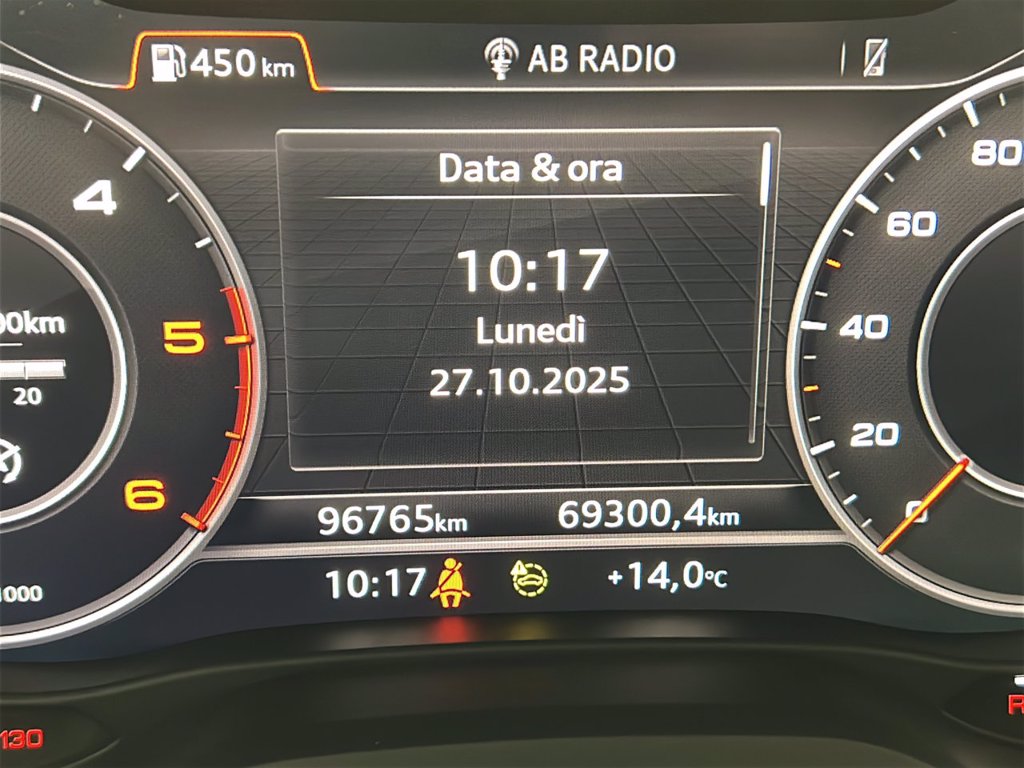 450 km
AB RADIO
Data & ora
10:17
Lunedì
27.10.2025
4
5
6
20
80
60
40
20
0
96765km
69300,4km
10:17
+14,0°C
130